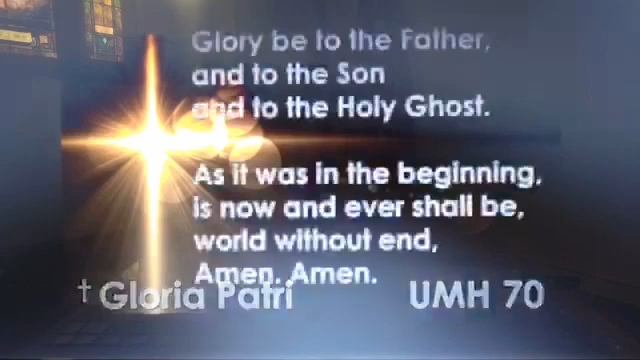 Glory be to the Father,
and to the Son
and to the Holy Ghost.
As it was in the beginning,
is now and ever shall be,
world without end,
Amen. Amen.
† Gloria Patri UMH 70